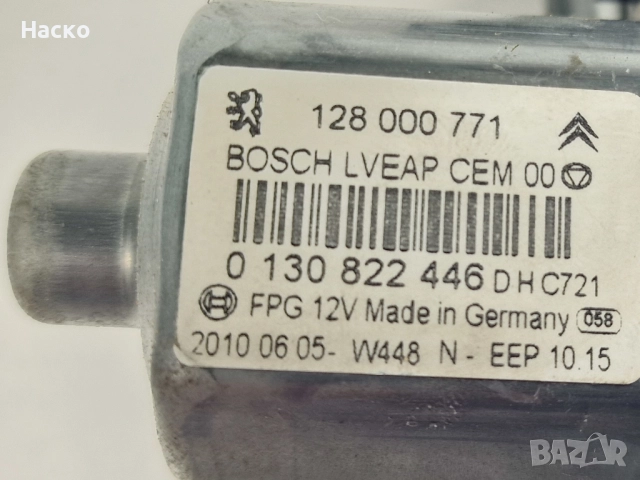 Hacko
128 000 771
BOSCH LVEAP CEM 00
0 130 822 446 D H C721
FPG 12V Made in Germany 058
2010 06 05- W448 N - EEP 10.15
BAZAR